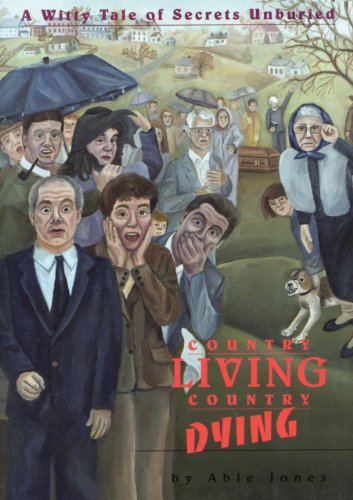 A Witty Tale of Secrets Unburied
COUNTRY
LIVING
COUNTRY
DYING
by Able Jones